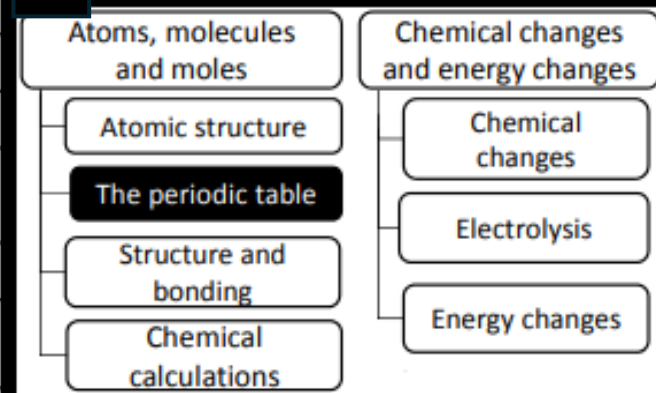 Atoms, molecules
and moles
Atomic structure
The periodic table
Structure and
bonding
Chemical
calculations
Chemical changes
and energy changes
Chemical
changes
Electrolysis
Energy changes